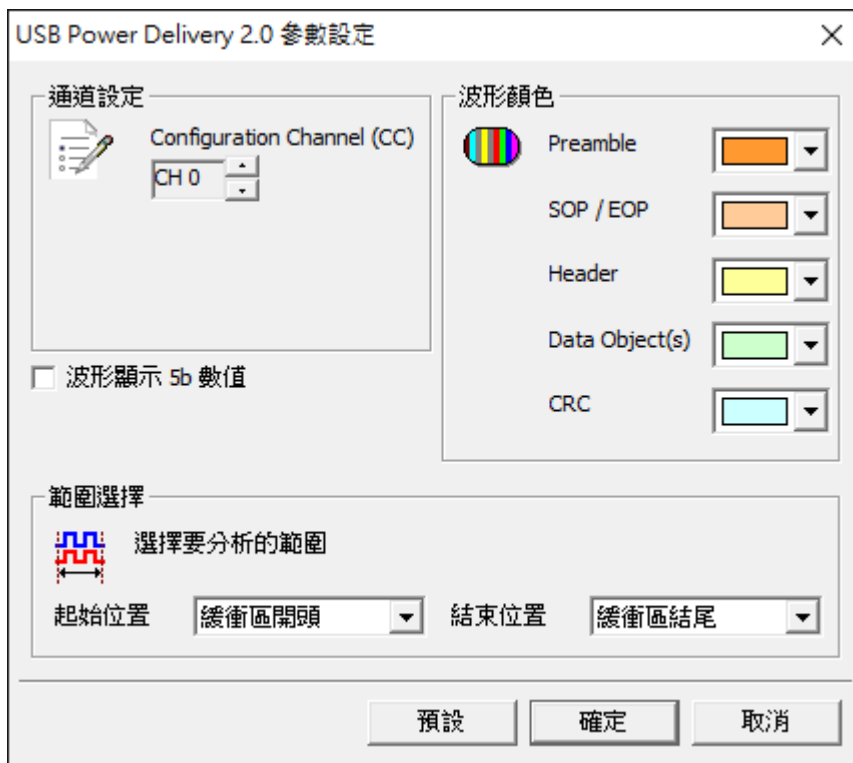 USB Power Delivery 2.0 參數設定
通道設定
Configuration Channel (CC)
CH 0
波形顯示 5b 數值
波形顏色
Preamble
SOP / EOP
Header
Data Object(s)
CRC
範圍選擇
選擇要分析的範圍
起始位置 緩衝區開頭 結束位置 緩衝區結尾
預設 確定 取消